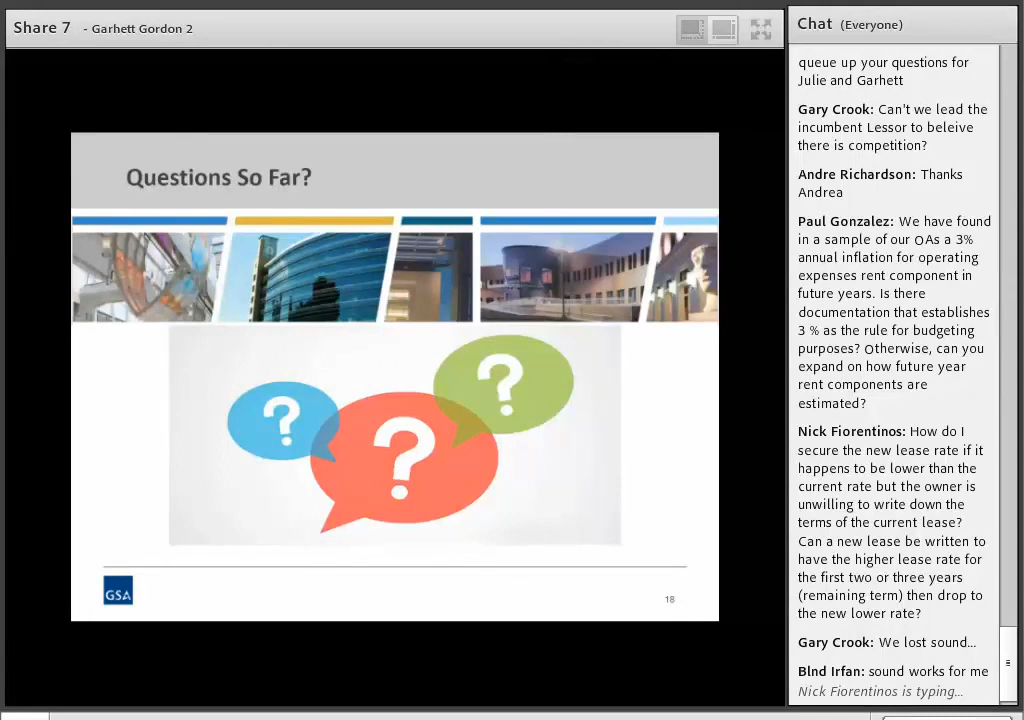 Share 7 - Garhett Gordon 2
Questions So Far?
?
?
?
GSA
18
Chat (Everyone)
queue up your questions for
Julie and Garhett
Gary Crook: Can't we lead the
incumbent Lessor to beleive
there is competition?
Andre Richardson: Thanks
Andrea
Paul Gonzalez: We have found
in a sample of our OAs a 3%
annual inflation for operating
expenses rent component in
future years. Is there
documentation that establishes
3 % as the rule for budgeting
purposes? Otherwise, can you
expand on how future year
rent components are
estimated?
Nick Fiorentinos: How do I
secure the new lease rate if it
happens to be lower than the
current rate but the owner is
unwilling to write down the
terms of the current lease?
Can a new lease be written to
have the higher lease rate for
the first two or three years
(remaining term) then drop to
the new lower rate?
Gary Crook: We lost sound...
Blnd Irfan: sound works for me
Nick Fiorentinos is typing...